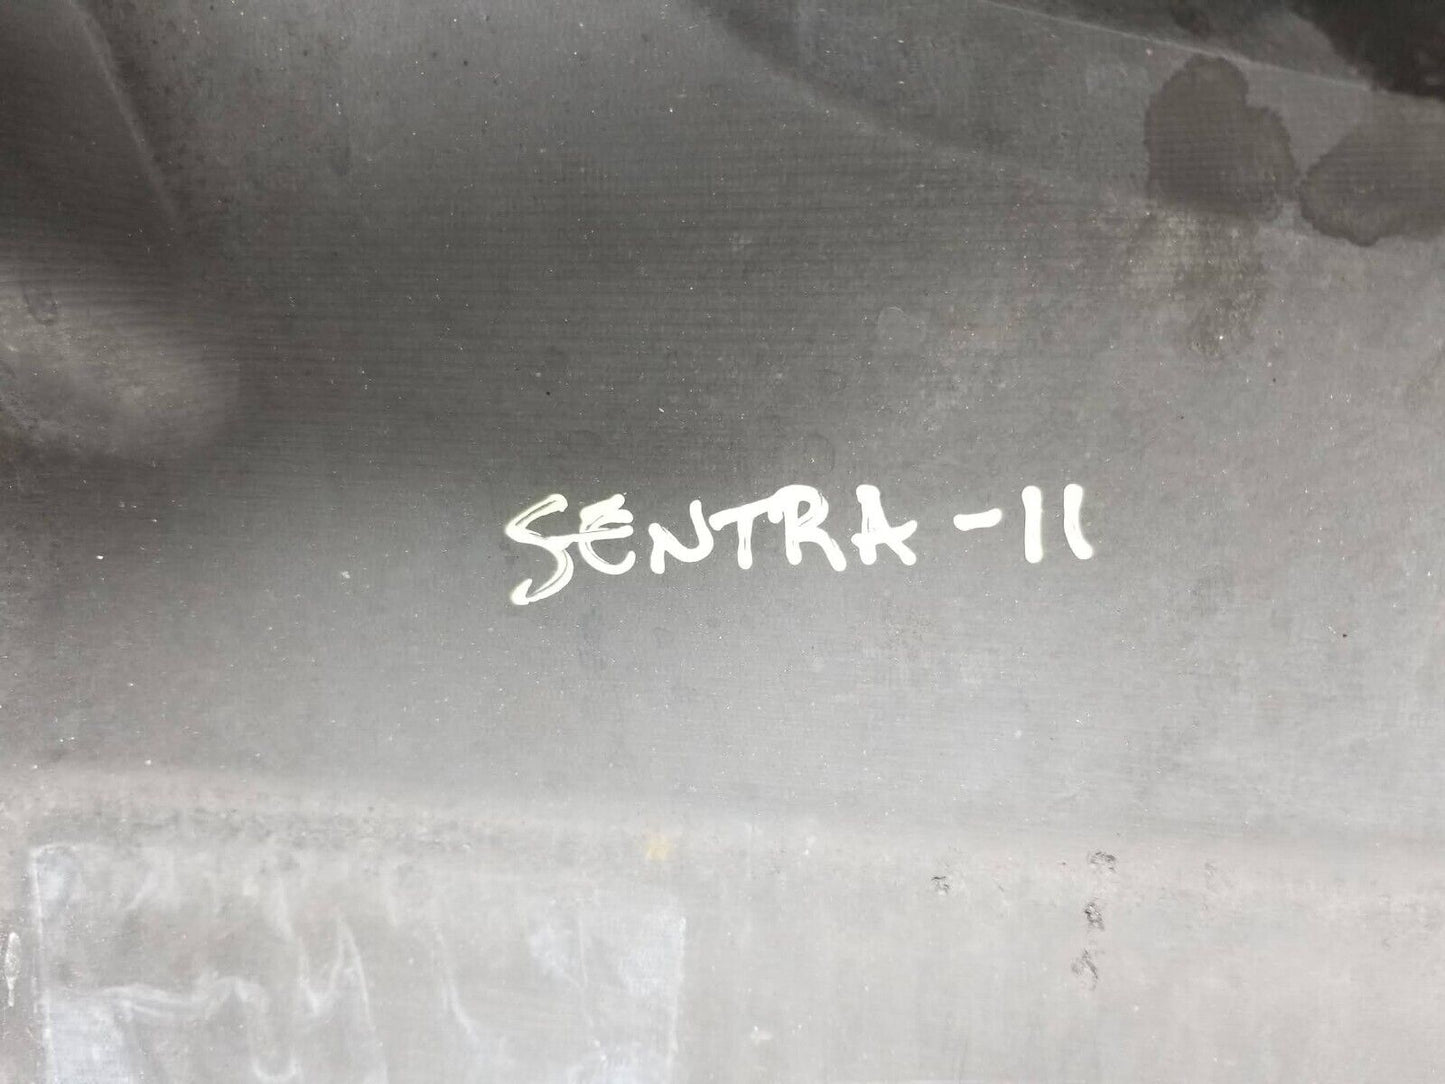 SENTRA - 11